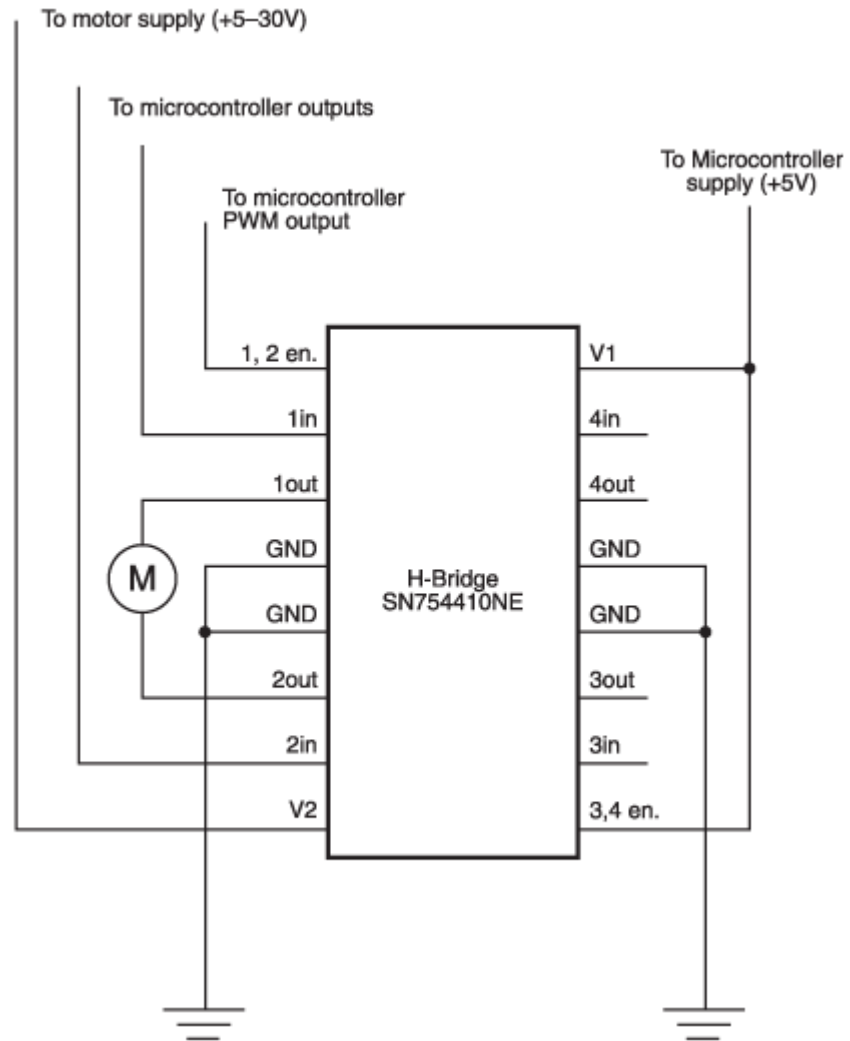 To motor supply (+5–30V)
To microcontroller outputs
To microcontroller
PWM output
To Microcontroller
supply (+5V)
1, 2 en.
1in
1out
GND
GND
2out
2in
V2
M
H-Bridge
SN754410NE
V1
4in
4out
GND
GND
3out
3in
3,4 en.